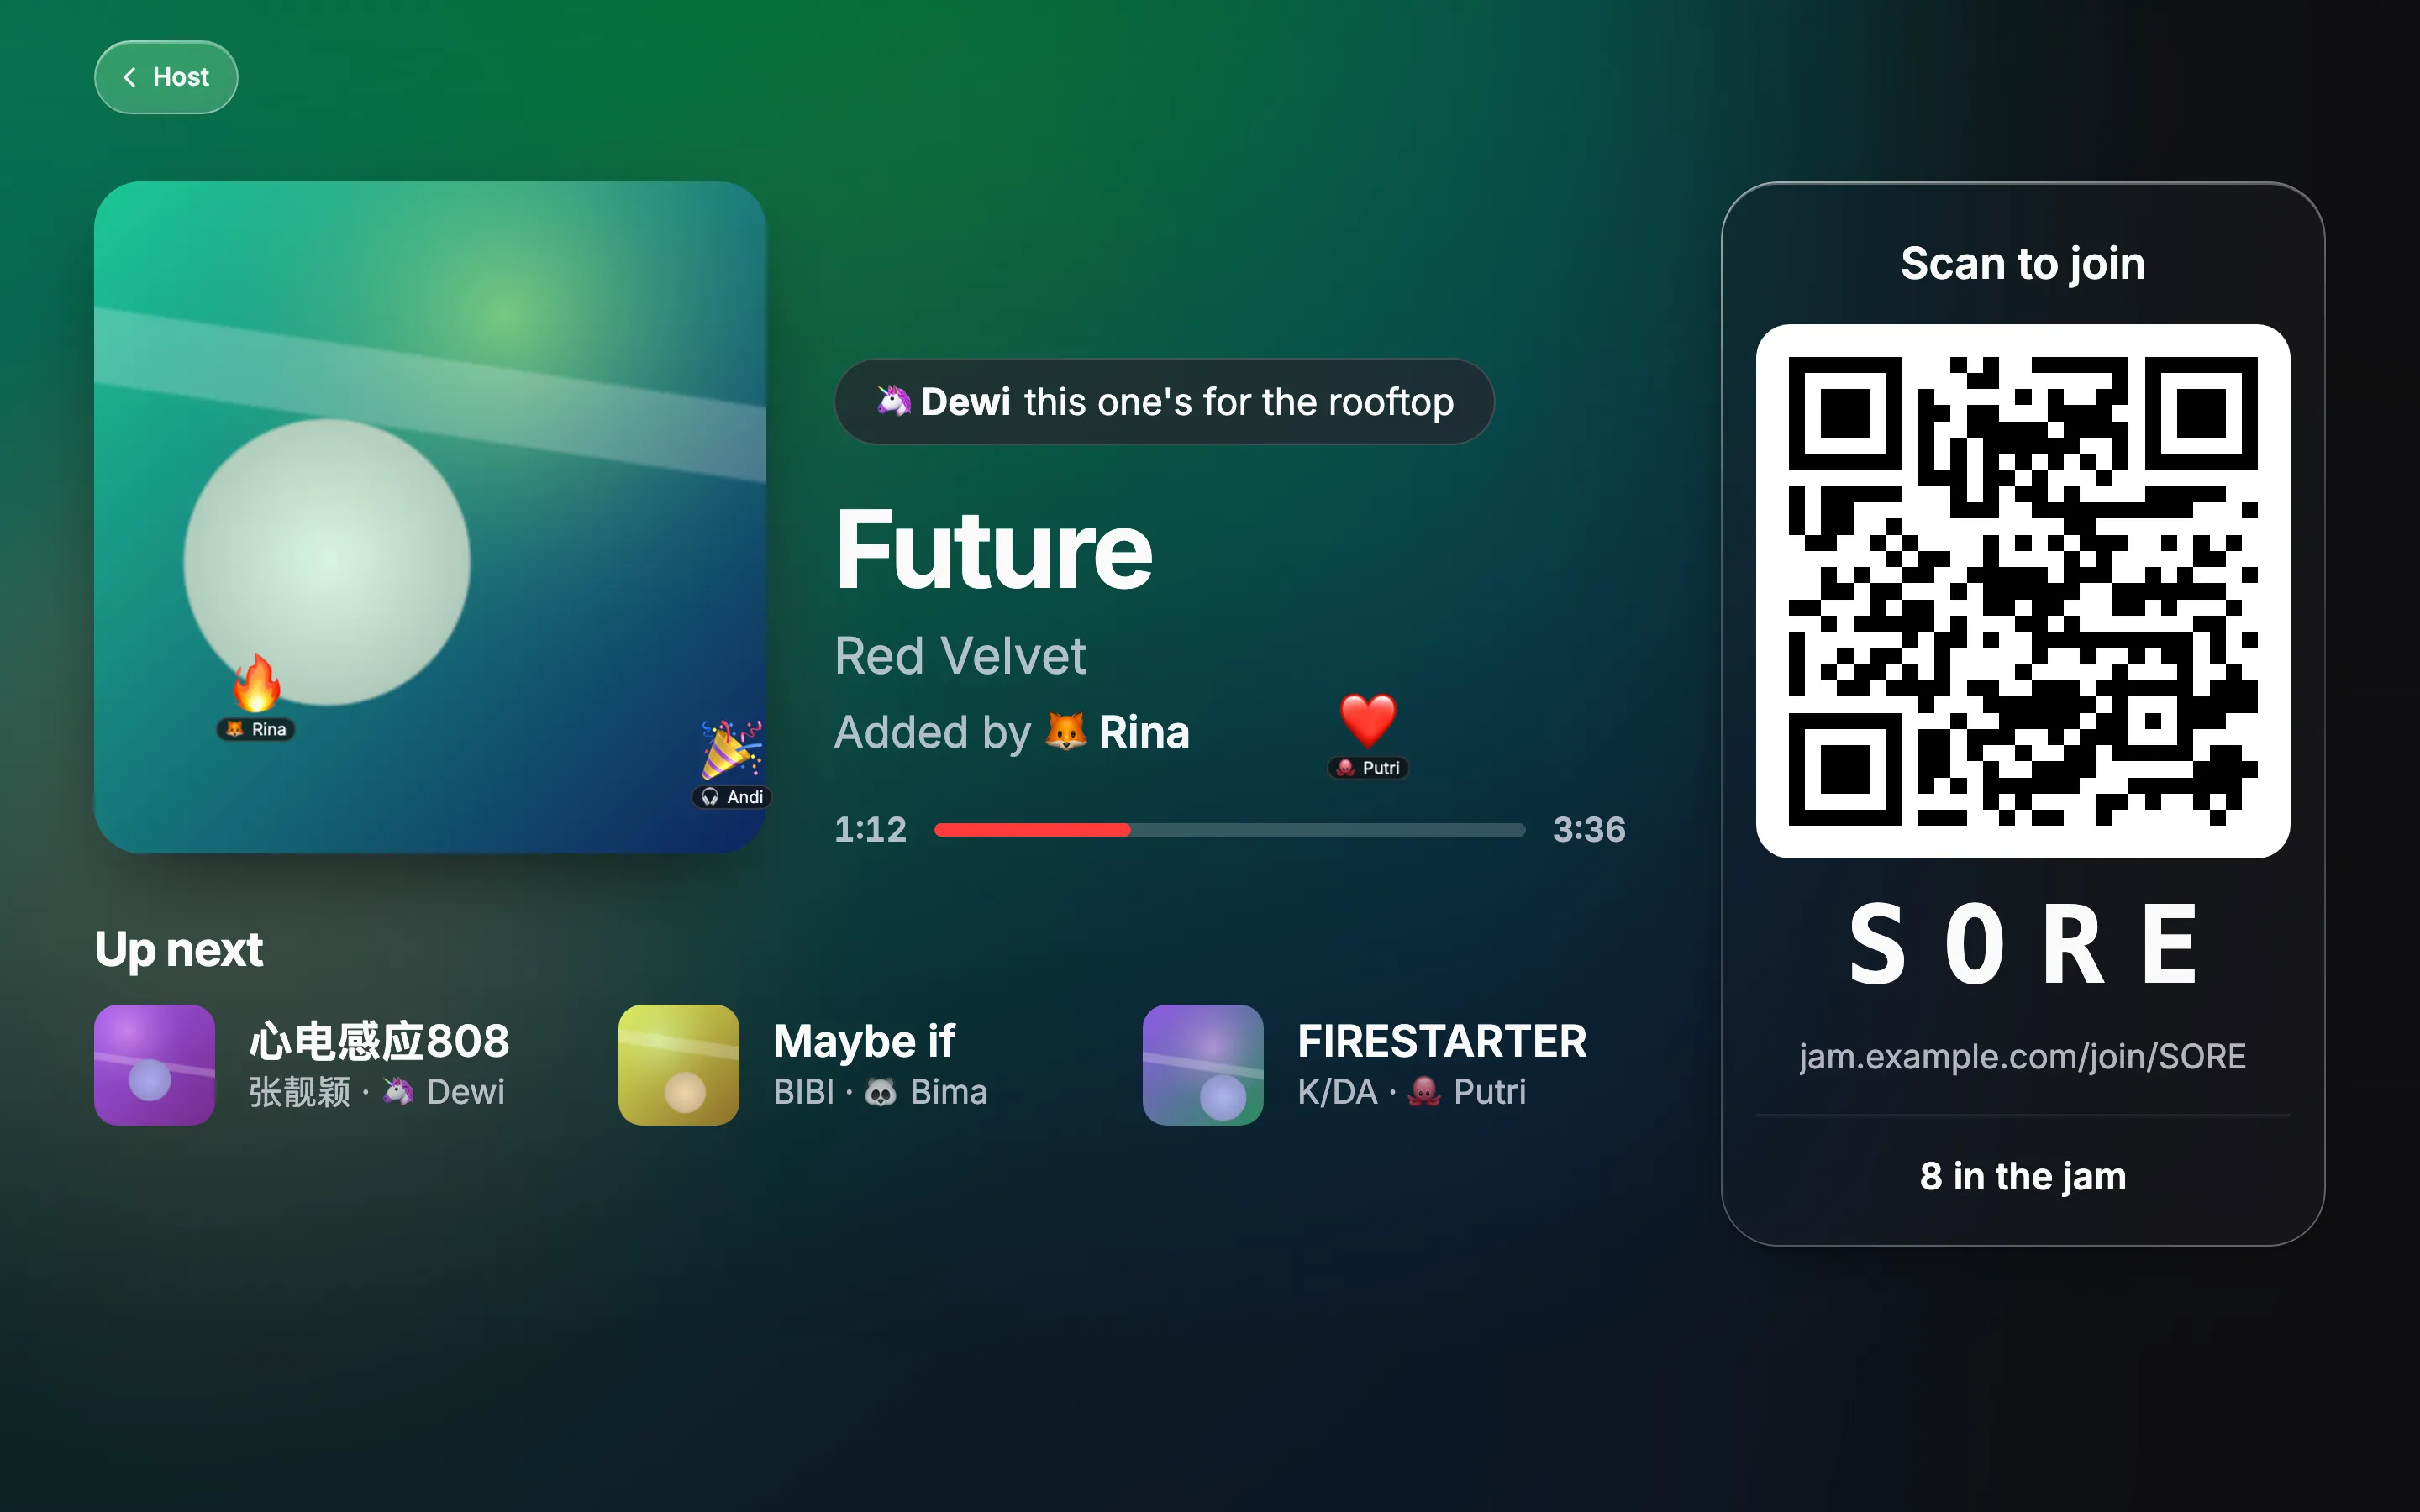 Host
🦄 Dewi this one's for the rooftop
Future
Red Velvet
Added by 🦊 Rina
1:12
3:36
🦊 Rina
🎧 Andi
🐙 Putri
Up next
心电感应808
张靓颖 · 🦄 Dewi
Maybe if
BIBI · 🐼 Bima
FIRESTARTER
K/DA · 🐙 Putri
Scan to join
SORE
jam.example.com/join/SORE
8 in the jam